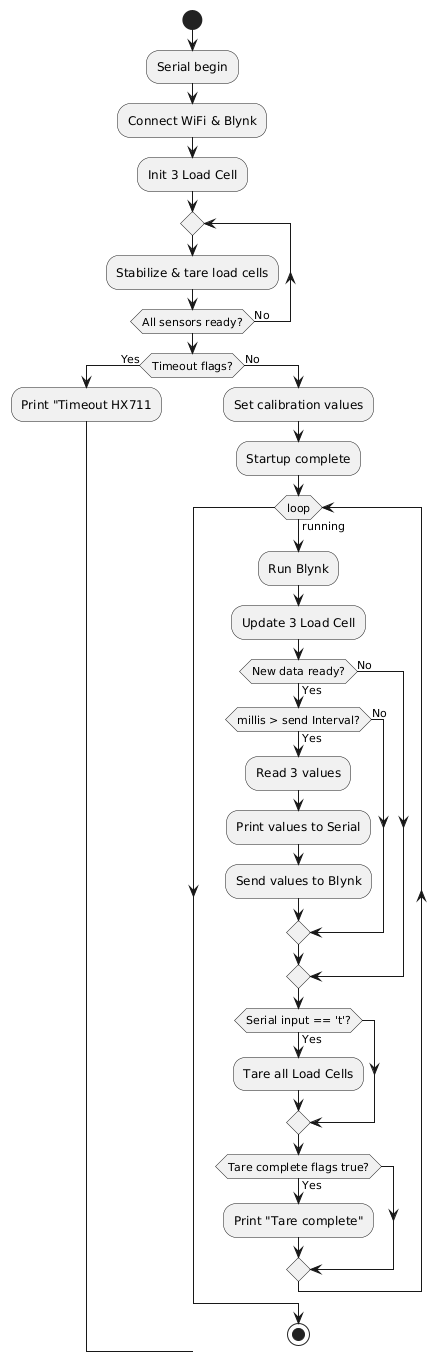 Serial begin
Connect WiFi & Blynk
Init 3 Load Cell
Stabilize & tare load cells
All sensors ready?
No
Timeout flags?
Yes
No
Print "Timeout HX711
Set calibration values
Startup complete
loop
running
Run Blynk
Update 3 Load Cell
New data ready?
No
Yes
millis > send Interval?
No
Yes
Read 3 values
Print values to Serial
Send values to Blynk
Serial input == 't'?
Yes
Tare all Load Cells
Tare complete flags true?
Yes
Print "Tare complete"